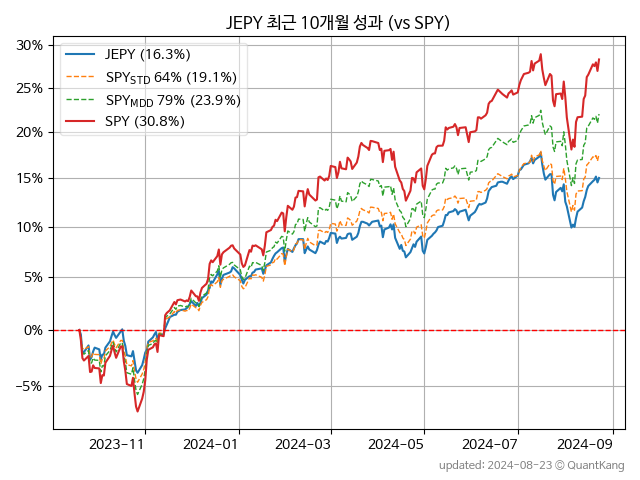 JEPY 최근 10개월 성과 (vs SPY)
JEPY (16.3%)
SPY_STD 64% (19.1%)
SPY_MDD 79% (23.9%)
SPY (30.8%)
30%
25%
20%
15%
10%
5%
0%
−5%
2023-11 2024-01 2024-03 2024-05 2024-07 2024-09
updated: 2024-08-23 © QuantKang